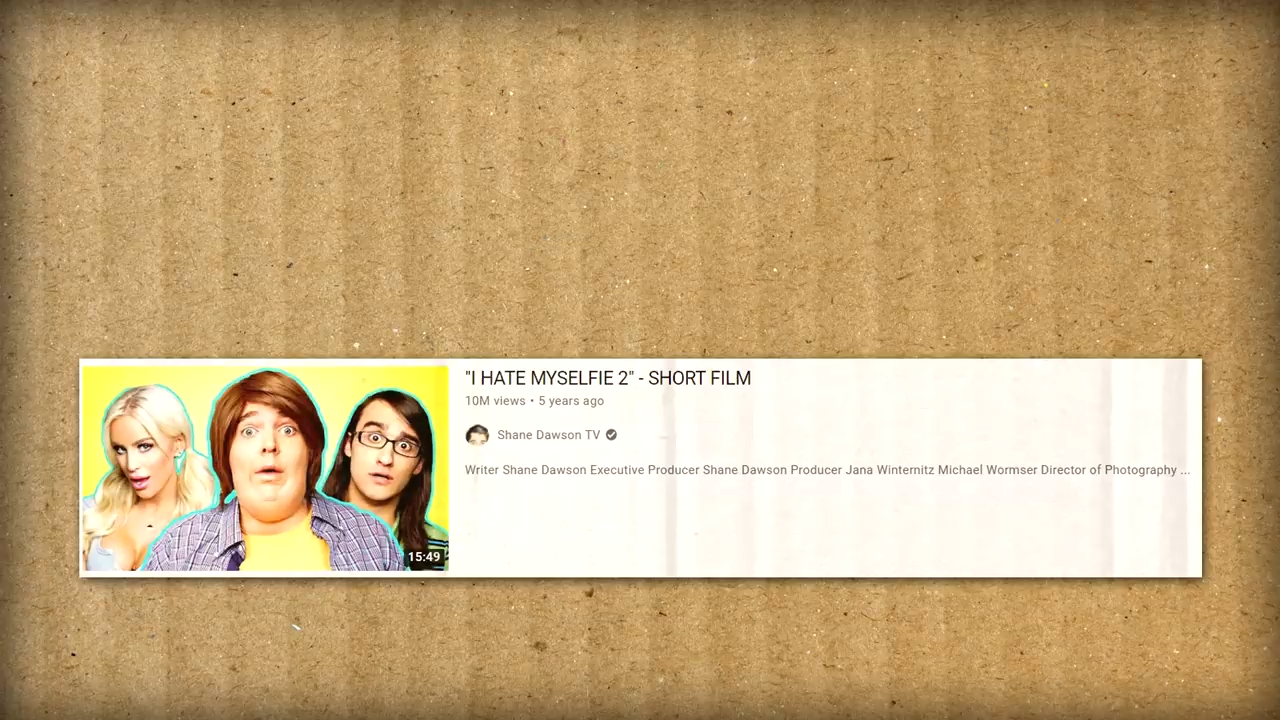 "I HATE MYSELFIE 2" - SHORT FILM
10M views • 5 years ago
Shane Dawson TV
Writer Shane Dawson Executive Producer Shane Dawson Producer Jana Winternitz Michael Wormser Director of Photography ...
15:49